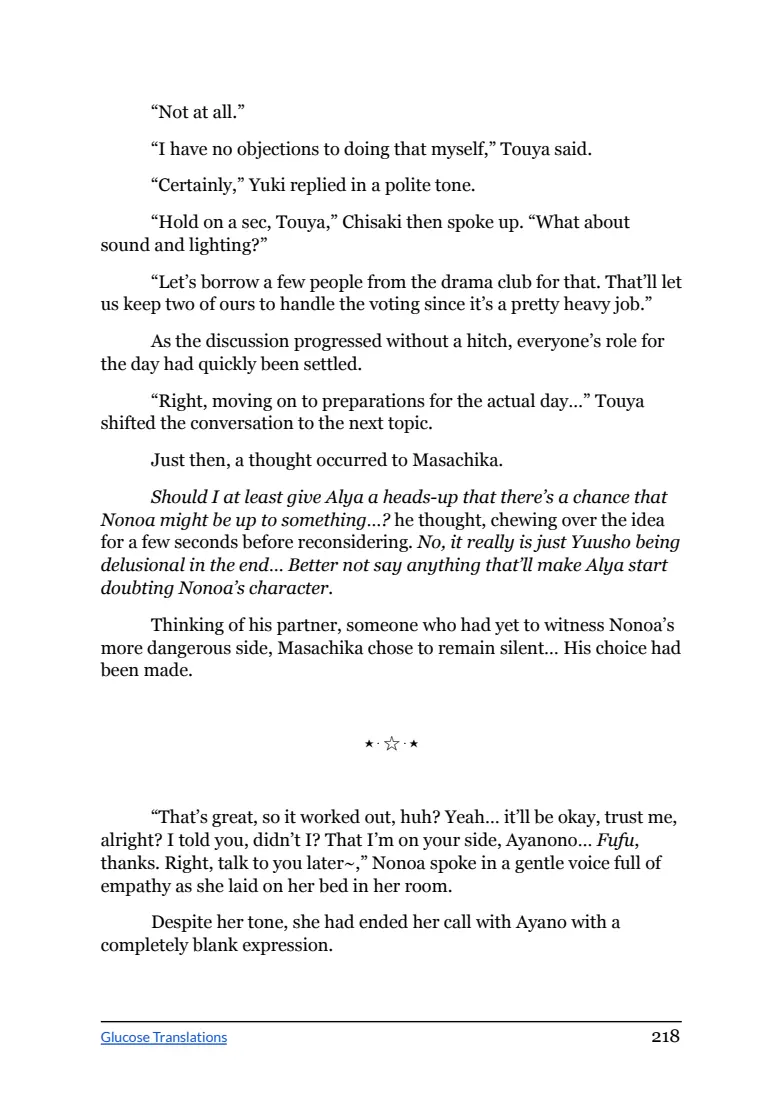 “Not at all.”
“I have no objections to doing that myself,” Touya said.
“Certainly,” Yuki replied in a polite tone.
“Hold on a sec, Touya,” Chisaki then spoke up. “What about
sound and lighting?”
“Let’s borrow a few people from the drama club for that. That’ll let
us keep two of ours to handle the voting since it’s a pretty heavy job.”
As the discussion progressed without a hitch, everyone’s role for
the day had quickly been settled.
“Right, moving on to preparations for the actual day…” Touya
shifted the conversation to the next topic.
Just then, a thought occurred to Masachika.
Should I at least give Alya a heads-up that there’s a chance that
Nonoa might be up to something…? he thought, chewing over the idea
for a few seconds before reconsidering. No, it really is just Yuusho being
delusional in the end… Better not say anything that’ll make Alya start
doubting Nonoa’s character.
Thinking of his partner, someone who had yet to witness Nonoa’s
more dangerous side, Masachika chose to remain silent… His choice had
been made.
⋆·☆·⋆
“That’s great, so it worked out, huh? Yeah… it’ll be okay, trust me,
alright? I told you, didn’t I? That I’m on your side, Ayanono… Fufu,
thanks. Right, talk to you later~,” Nonoa spoke in a gentle voice full of
empathy as she laid on her bed in her room.
Despite her tone, she had ended her call with Ayano with a
completely blank expression.
Glucose Translations 218